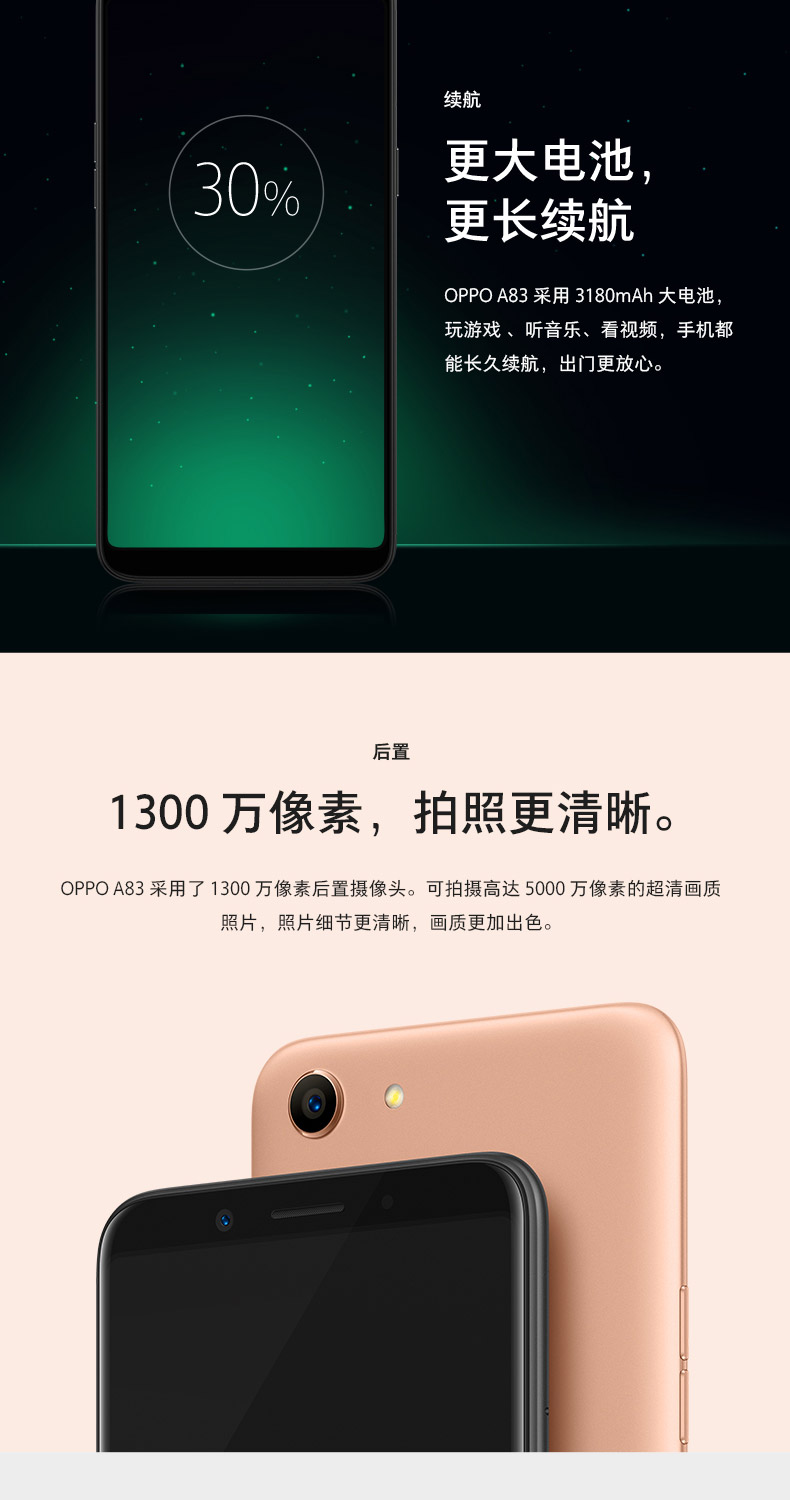 30%
续航
更大电池，
更长续航
OPPO A83 采用 3180mAh 大电池，
玩游戏 、听音乐、看视频，手机都
能长久续航，出门更放心。
后置
1300 万像素，拍照更清晰。
OPPO A83 采用了 1300 万像素后置摄像头。可拍摄高达 5000 万像素的超清画质
照片，照片细节更清晰，画质更加出色。